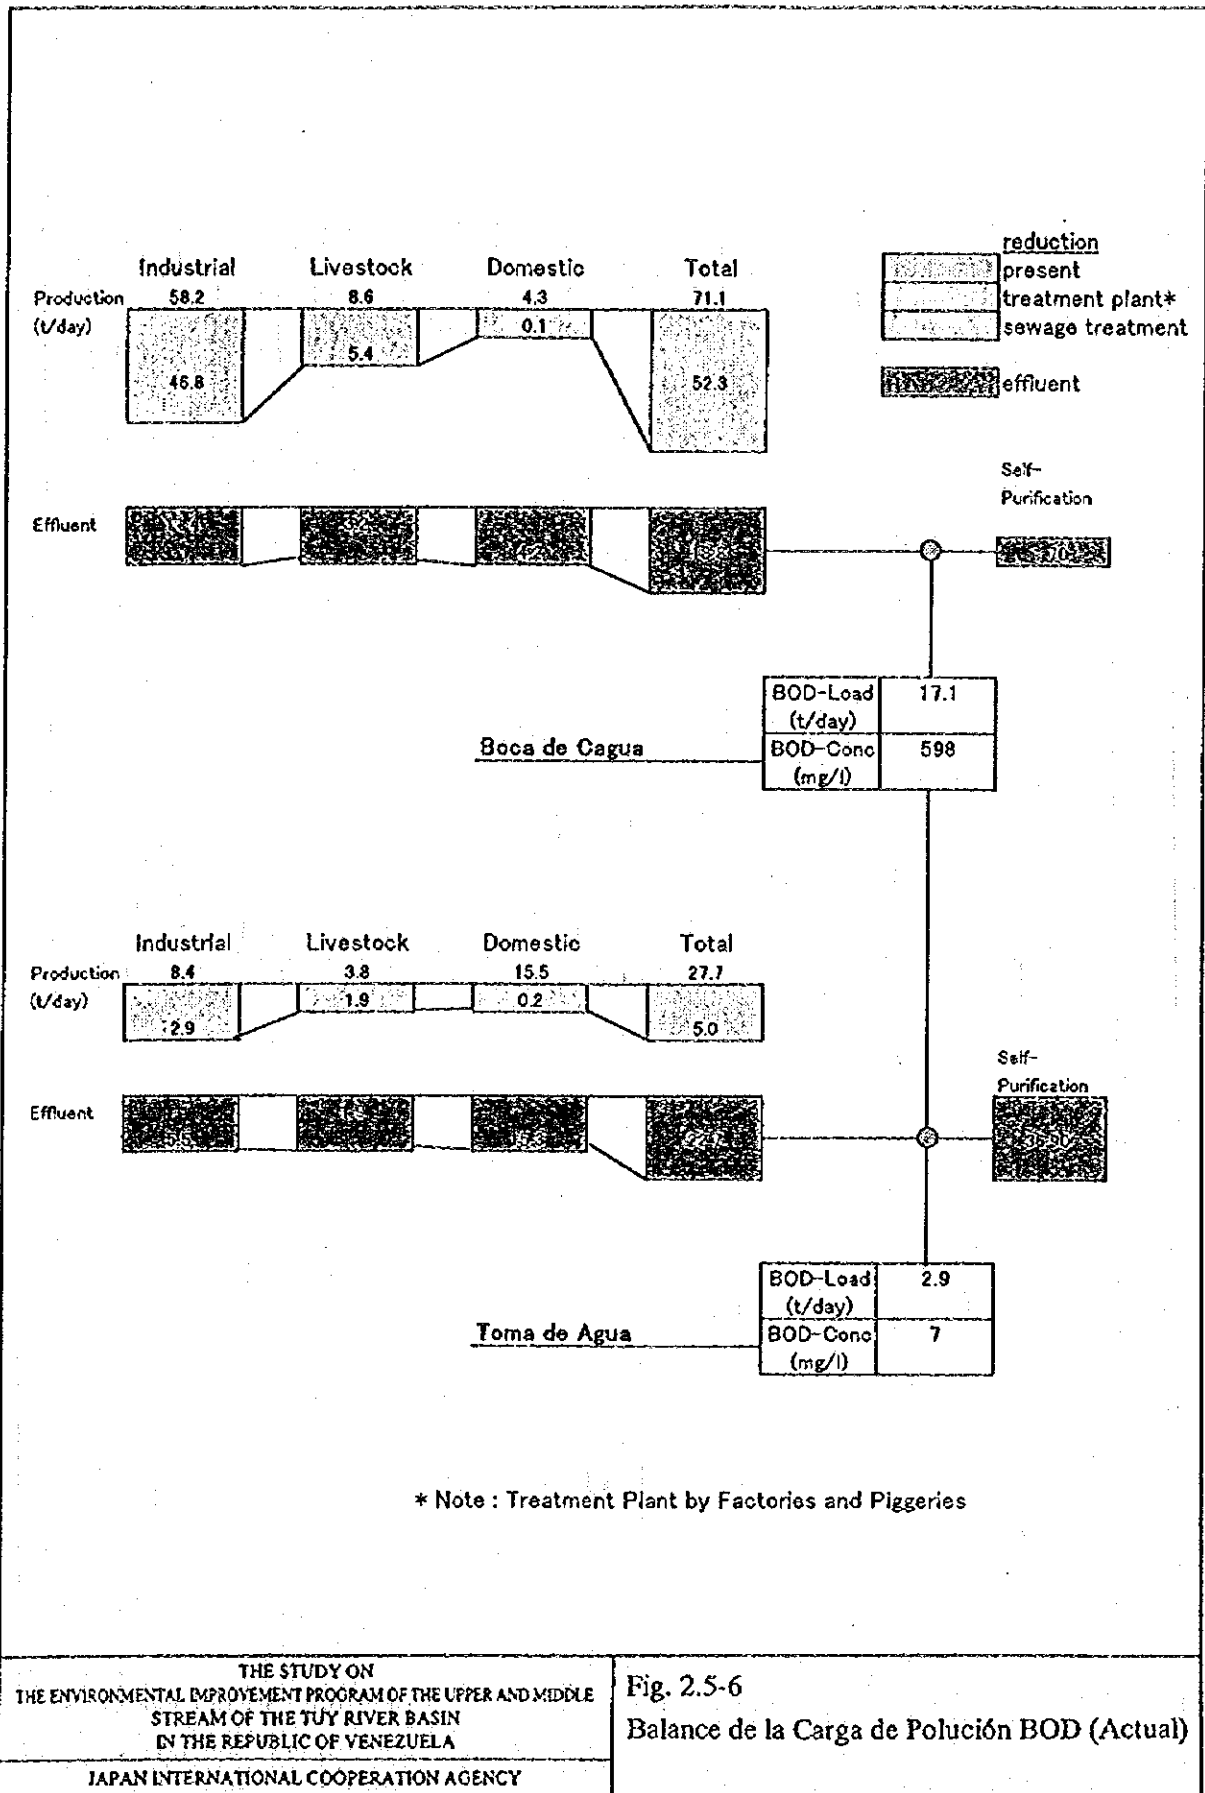 reduction
present
treatment plant*
sewage treatment
effluent
Industrial Livestock Domestic Total
Production 58.2 8.6 4.3 71.1
(t/day)
0.1
5.4
46.8 52.3
Self-
Purification
Effluent
BOD-Load 17.1
(t/day)
Boca de Cagua BOD-Conc 598
(mg/l)
Industrial Livestock Domestic Total
Production 8.4 3.8 15.5 27.7
(t/day) 1.9 0.2
2.9 5.0
Self-
Purification
Effluent
BOD-Load 2.9
(t/day)
Toma de Agua BOD-Conc 7
(mg/l)
* Note : Treatment Plant by Factories and Piggeries
THE STUDY ON
THE ENVIRONMENTAL IMPROVEMENT PROGRAM OF THE UPPER AND MIDDLE
STREAM OF THE TUY RIVER BASIN
IN THE REPUBLIC OF VENEZUELA
JAPAN INTERNATIONAL COOPERATION AGENCY
Fig. 2.5-6
Balance de la Carga de Polución BOD (Actual)